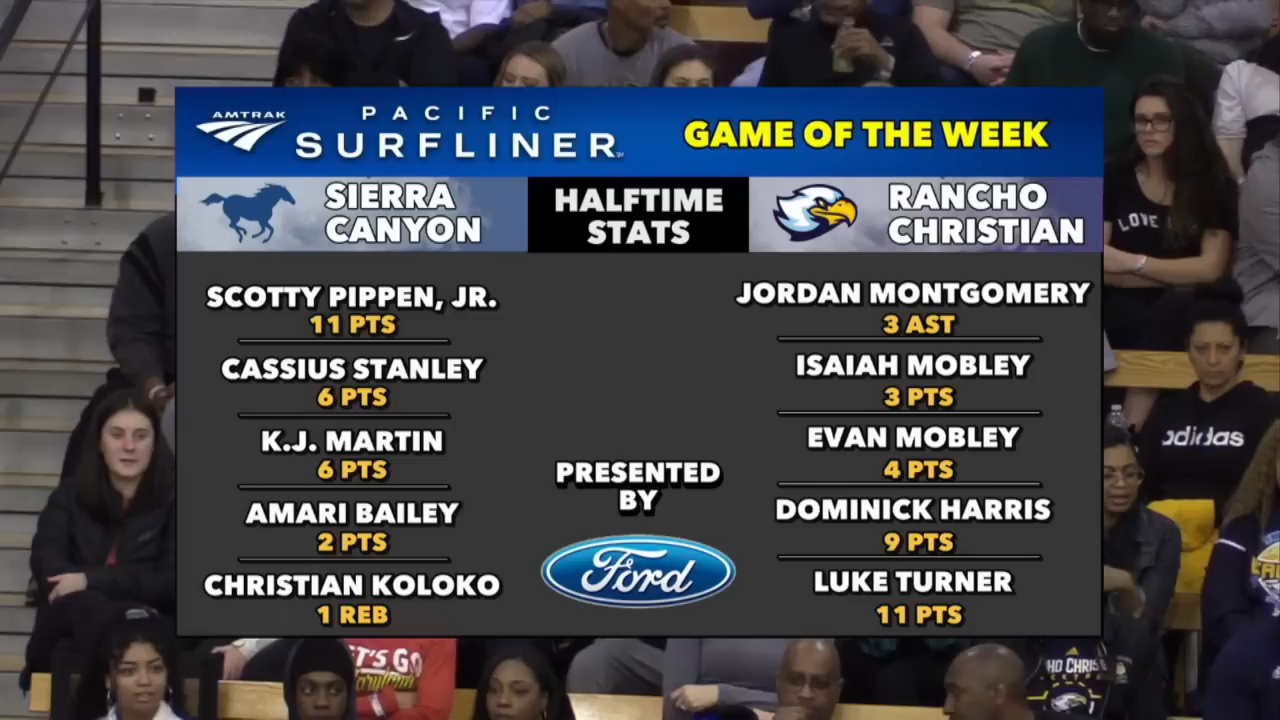 AMTRAK
PACIFIC
SURFLINER
GAME OF THE WEEK
SIERRA
CANYON
HALFTIME
STATS
RANCHO
CHRISTIAN
SCOTTY PIPPEN, JR.
11 PTS
CASSIUS STANLEY
6 PTS
K.J. MARTIN
6 PTS
AMARI BAILEY
2 PTS
CHRISTIAN KOLOKO
1 REB
PRESENTED
BY
Ford
JORDAN MONTGOMERY
3 AST
ISAIAH MOBLEY
3 PTS
EVAN MOBLEY
4 PTS
DOMINICK HARRIS
9 PTS
LUKE TURNER
11 PTS
LOVE
adidas